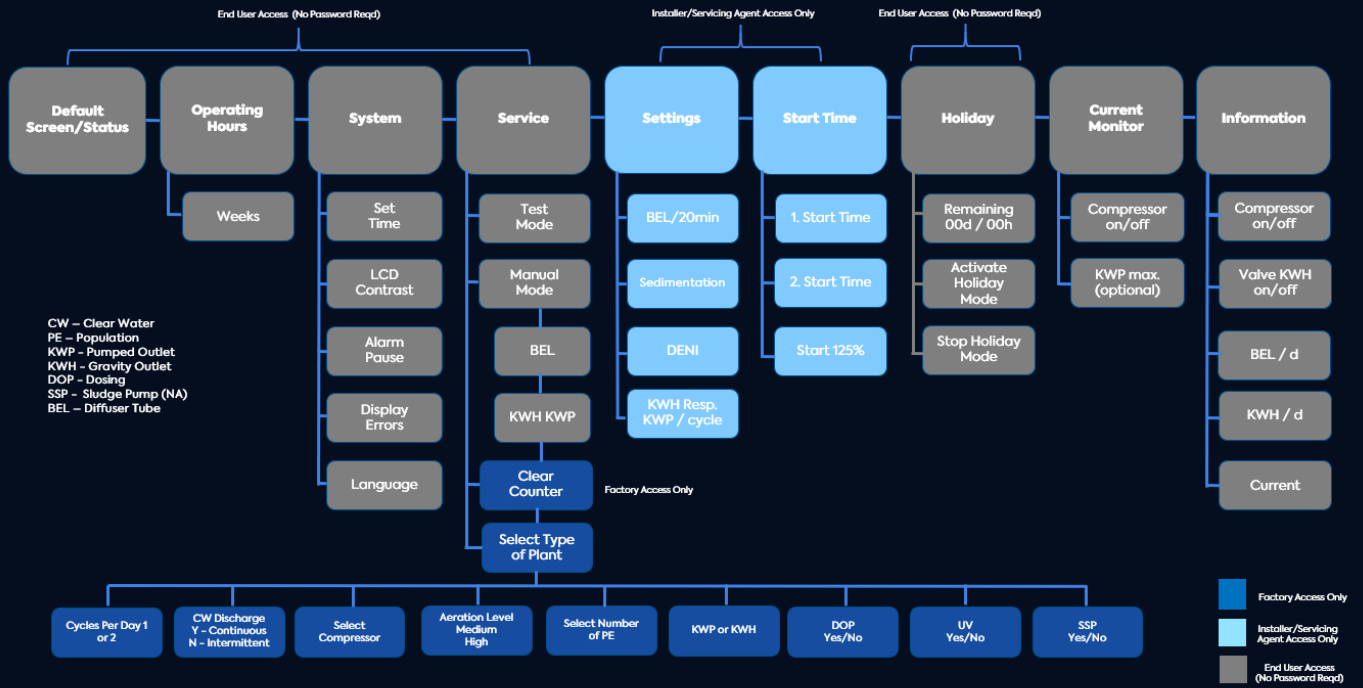 End User Access (No Password Reqd)
Installer/Servicing Agent Access Only
End User Access (No Password Reqd)
Default
Screen/Status
Operating
Hours
System
Service
Settings
Start Time
Holiday
Current
Monitor
Information
Weeks
Set
Time
LCD
Contrast
Alarm
Pause
Display
Errors
Language
Test
Mode
Manual
Mode
BEL
KWH KWP
Clear
Counter
Factory Access Only
Select Type
of Plant
BEL/20min
Sedimentation
DENI
KWH Resp.
KWP / cycle
1. Start Time
2. Start Time
Start 125%
Remaining
00d / 00h
Activate
Holiday
Mode
Stop Holiday
Mode
Compressor
on/off
KWP max.
(optional)
Compressor
on/off
Valve KWH
on/off
BEL / d
KWH / d
Current
CW – Clear Water
PE – Population
KWP - Pumped Outlet
KWH - Gravity Outlet
DOP - Dosing
SSP - Sludge Pump (NA)
BEL – Diffuser Tube
Cycles Per Day 1
or 2
CW Discharge
Y - Continuous
N - Intermittent
Select
Compressor
Aeration Level
Medium
High
Select Number
of PE
KWP or KWH
DOP
Yes/No
UV
Yes/No
SSP
Yes/No
Factory Access Only
Installer/Servicing
Agent Access Only
End User Access
(No Password Reqd)